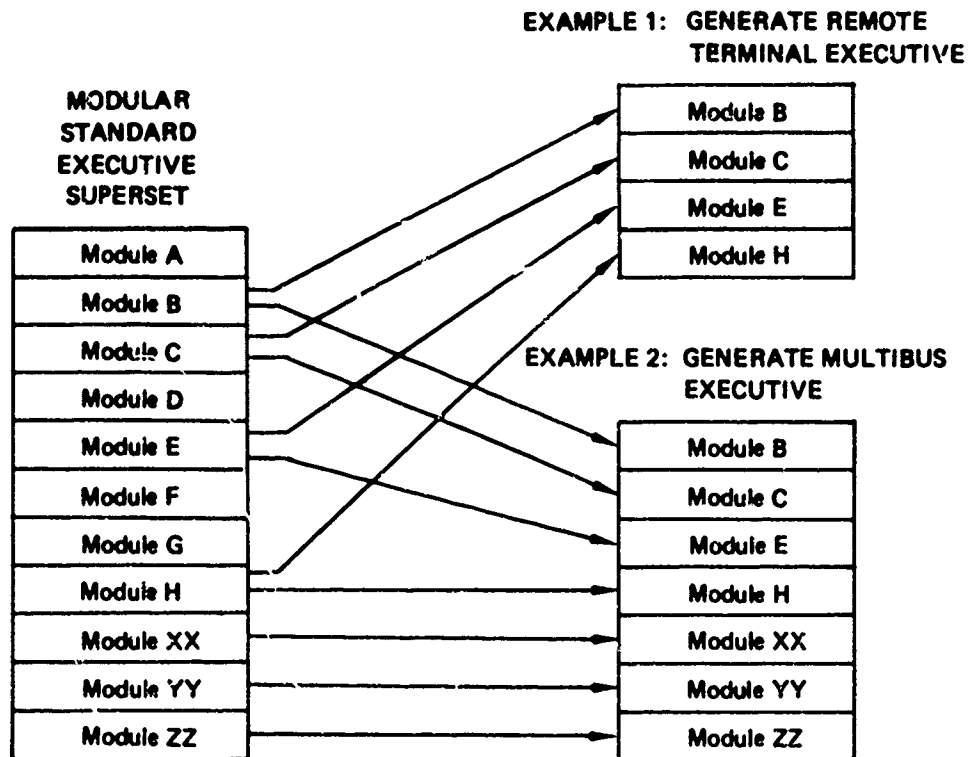 EXAMPLE 1: GENERATE REMOTE
TERMINAL EXECUTIVE
Module B
Module C
Module E
Module H
MODULAR
STANDARD
EXECUTIVE
SUPERSET
Module A
Module B
Module C
Module D
Module E
Module F
Module G
Module H
Module XX
Module YY
Module ZZ
EXAMPLE 2: GENERATE MULTIBUS
EXECUTIVE
Module B
Module C
Module E
Module H
Module XX
Module YY
Module ZZ